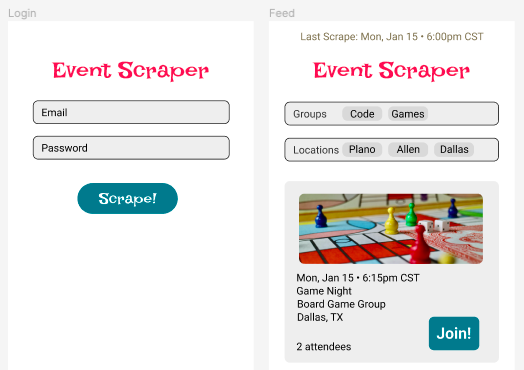 Login
Event Scraper
Email
Password
Scrape!
Feed
Last Scrape: Mon, Jan 15 • 6:00pm CST
Event Scraper
Groups Code Games
Locations Plano Allen Dallas
Mon, Jan 15 • 6:15pm CST
Game Night
Board Game Group
Dallas, TX
2 attendees
Join!